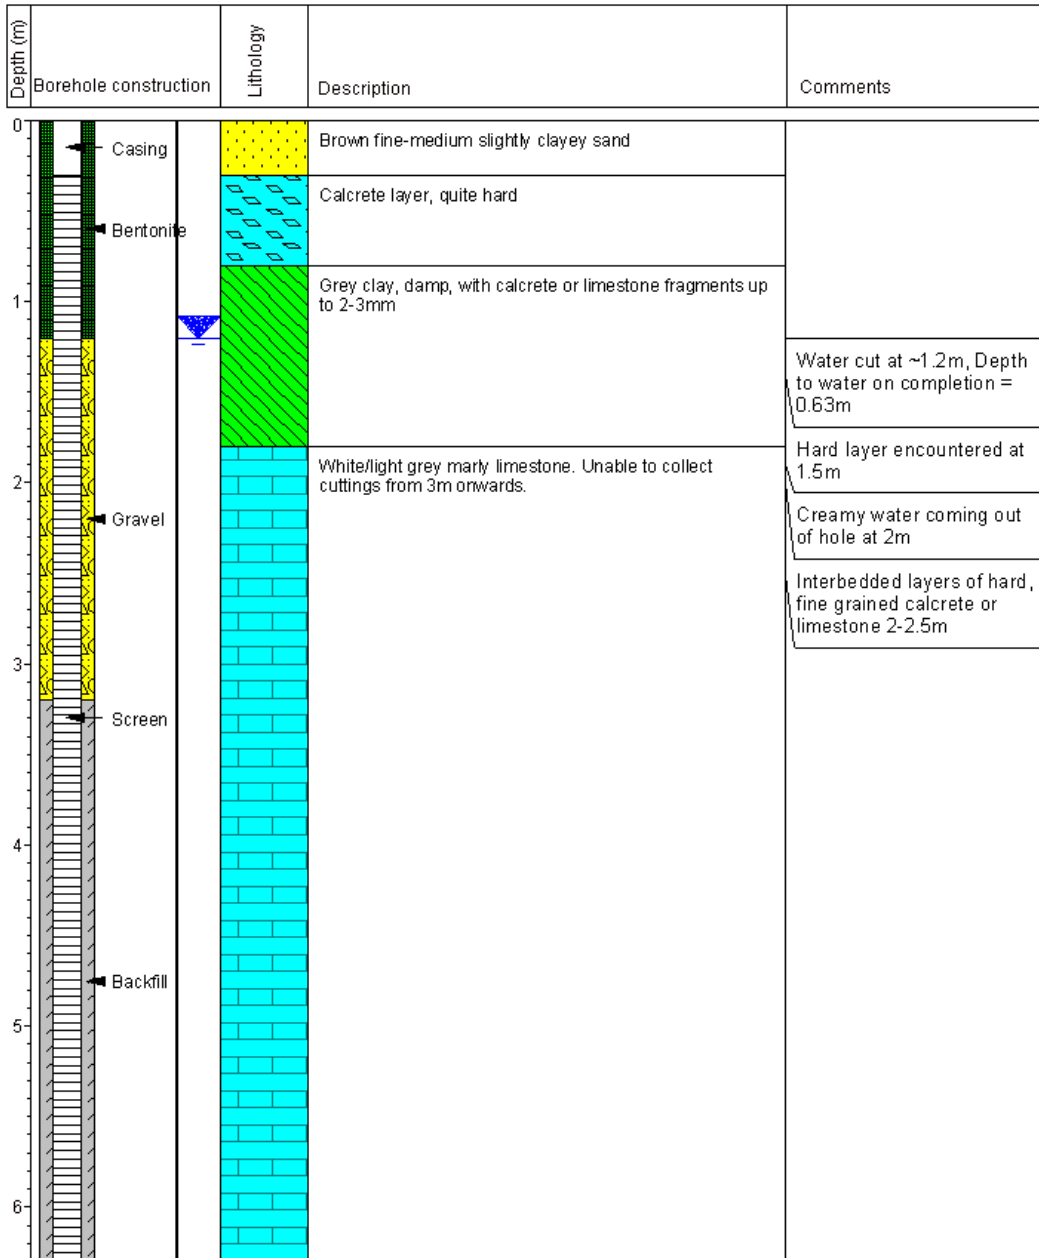 Depth (m)
Borehole construction
Lithology
Description
Comments
0
Casing
Brown fine-medium slightly clayey sand
Calcrete layer, quite hard
Bentonite
Grey clay, damp, with calcrete or limestone fragments up
to 2-3mm
1
Water cut at ~1.2m, Depth
to water on completion =
0.63m
Hard layer encountered at
1.5m
White/light grey marly limestone. Unable to collect
cuttings from 3m onwards.
2
Creamy water coming out
of hole at 2m
Gravel
Interbedded layers of hard,
fine grained calcrete or
limestone 2-2.5m
3
Screen
4
Backfill
5
6